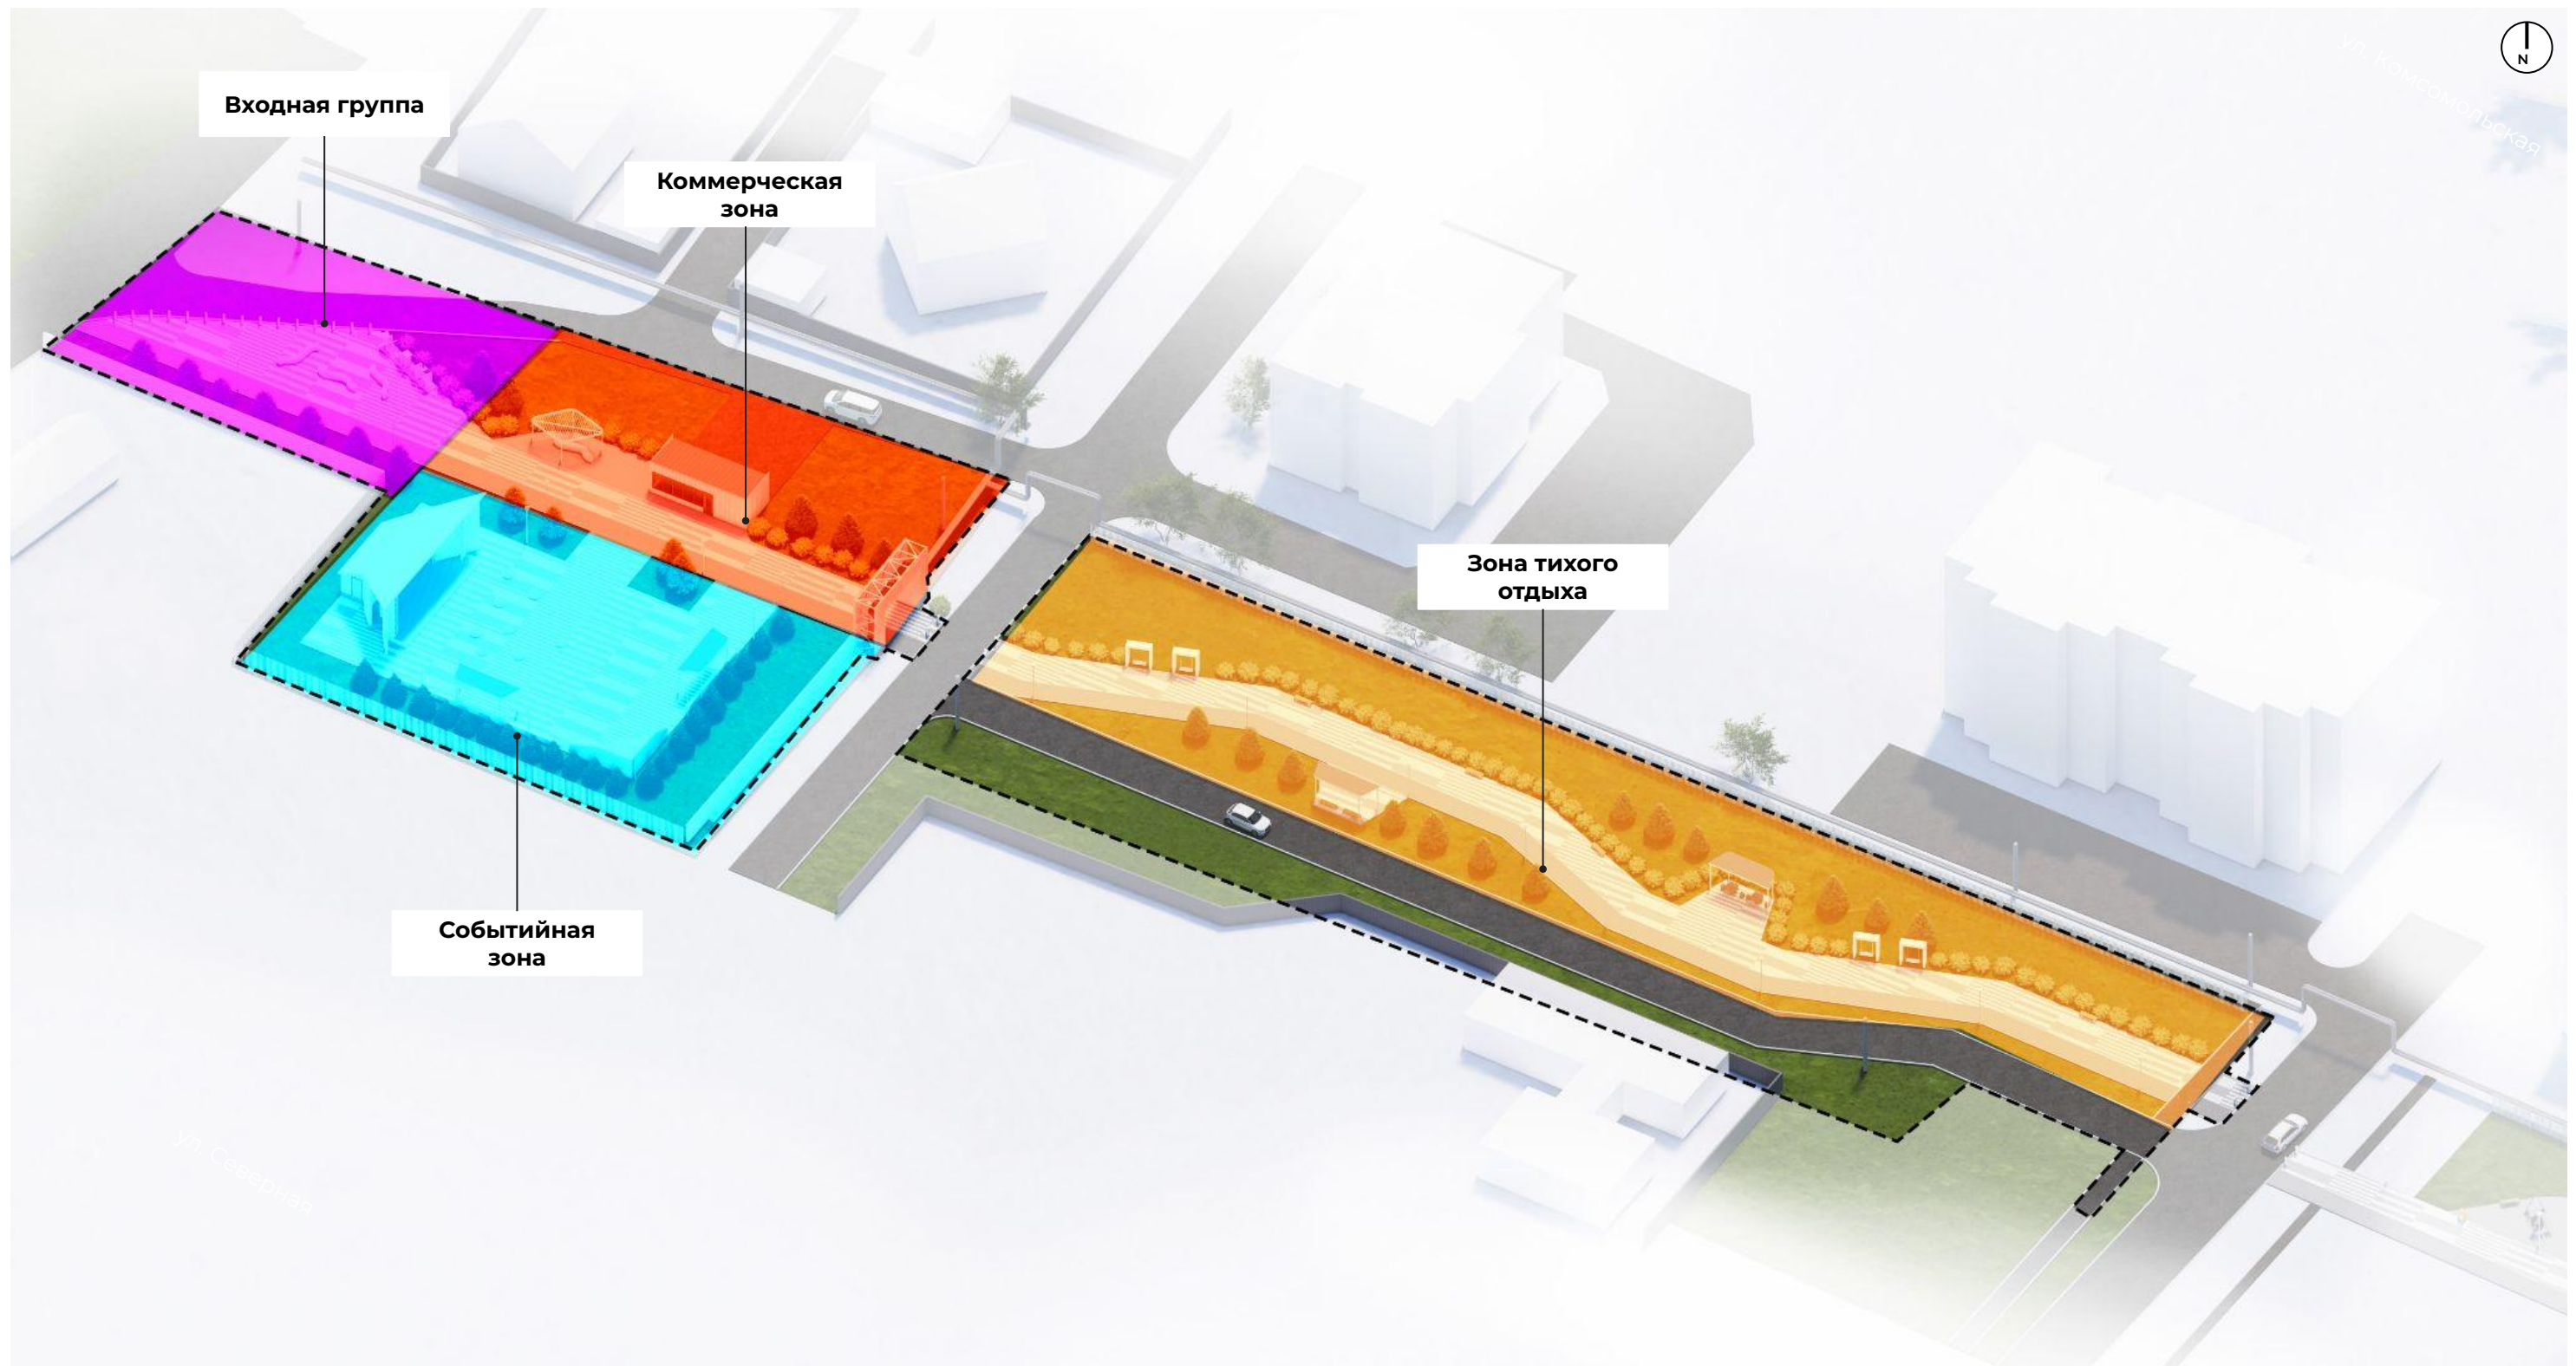 N
ул. Комсомольская
Входная группа
Коммерческая
зона
Зона тихого
отдыха
Событийная
зона
ул. Северная